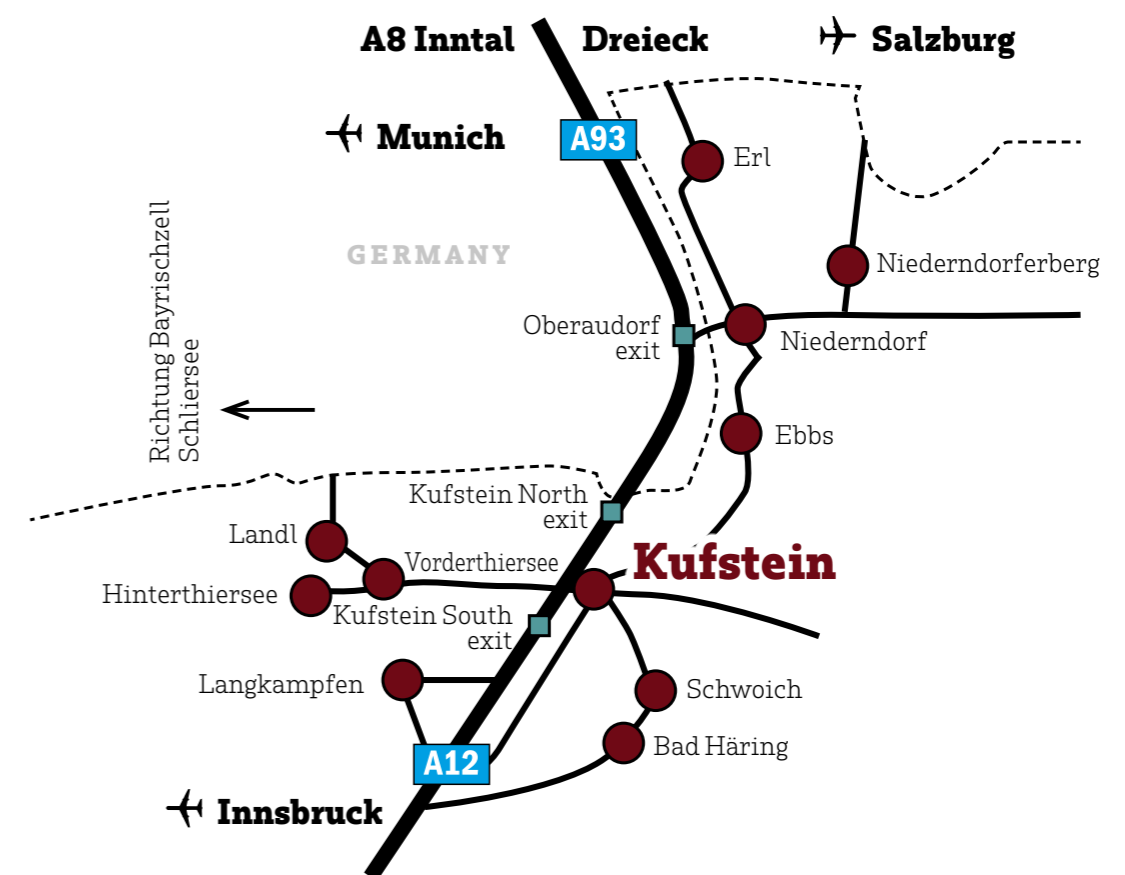 A8 Inntal Dreieck
Salzburg
Munich
A93
Erl
GERMANY
Niederndorferberg
Richtung Bayrischzell
Schliersee
Oberaudorf
exit
Niederndorf
Ebbs
Kufstein North
exit
Landl
Vorderthiersee
Kufstein
Hinterthiersee
Kufstein South
exit
Langkampfen
Schwoich
Bad Häring
A12
Innsbruck